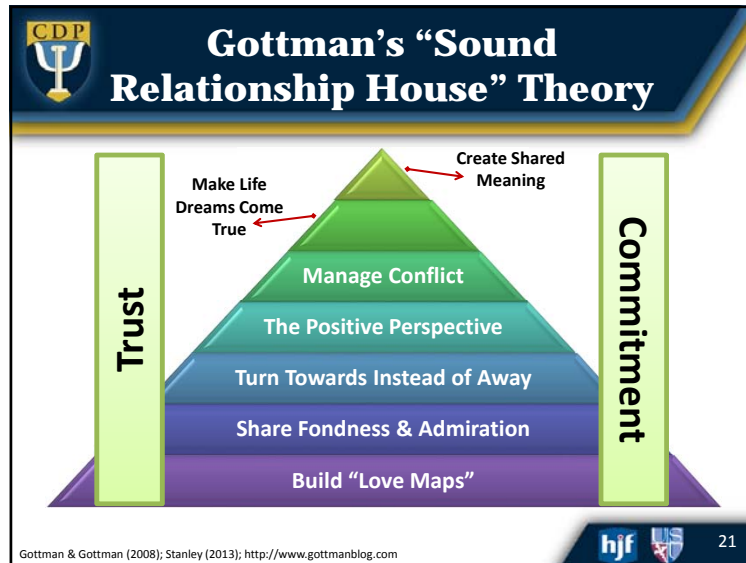 CDP
Gottman's “Sound
Relationship House” Theory
Create Shared
Meaning
Make Life
Dreams Come
True
Manage Conflict
The Positive Perspective
Turn Towards Instead of Away
Share Fondness & Admiration
Build “Love Maps”
Trust
Commitment
Gottman & Gottman (2008); Stanley (2013); http://www.gottmanblog.com
hjf
21